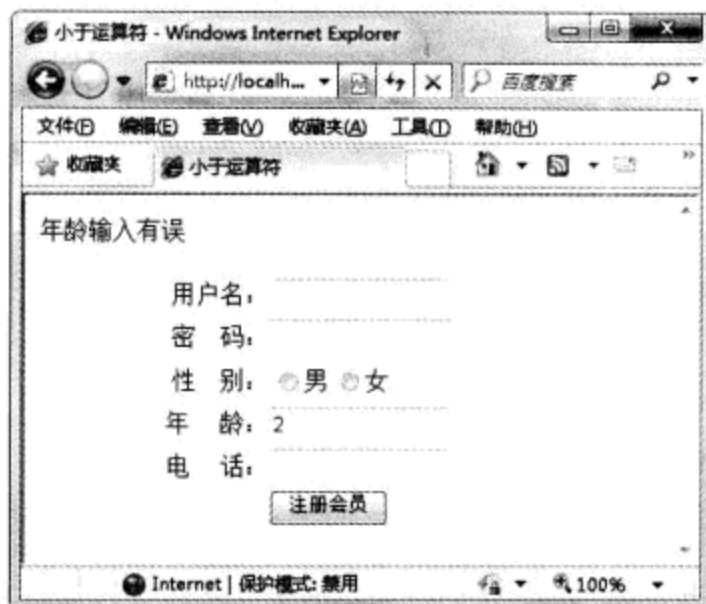 小于运算符 - Windows Internet Explorer
http://localh... 百度搜索
文件(F) 编辑(E) 查看(V) 收藏夹(A) 工具(T) 帮助(H)
收藏夹 小于运算符
年龄输入有误
用户名：
密 码：
性 别： 男 女
年 龄： 2
电 话：
注册会员
Internet | 保护模式: 禁用 100%